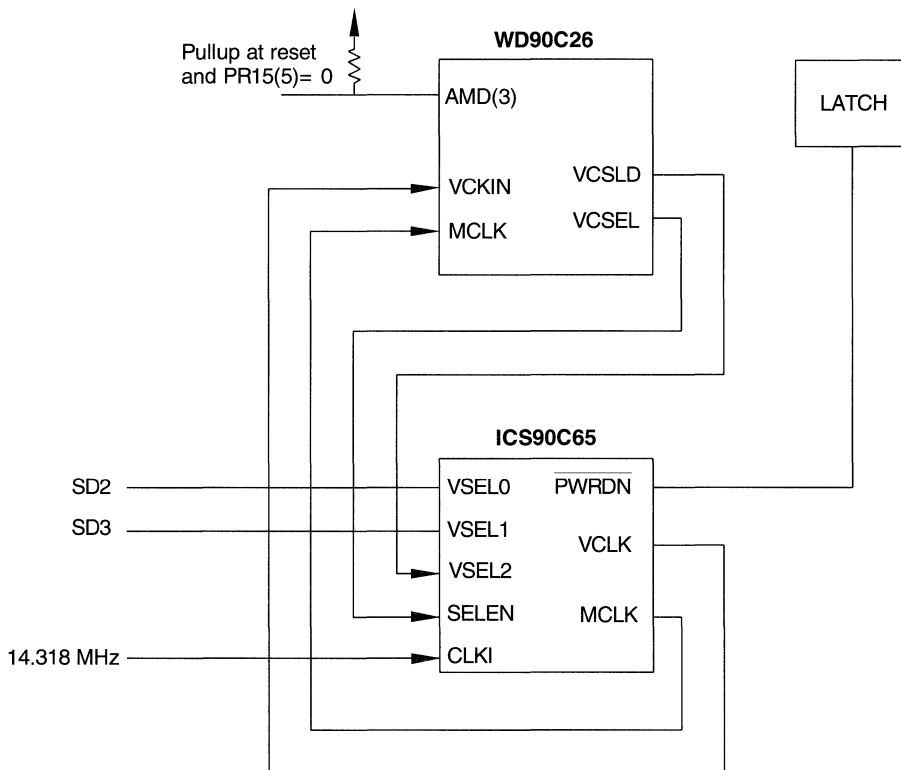 Pullup at reset
and PR15(5)= 0
WD90C26
AMD(3)
VCKIN
MCLK
VCSLD
VCSEL
LATCH
ICS90C65
SD2
SD3
14.318 MHz
VSEL0
VSEL1
VSEL2
SELEN
CLKI
PWRDN
VCLK
MCLK